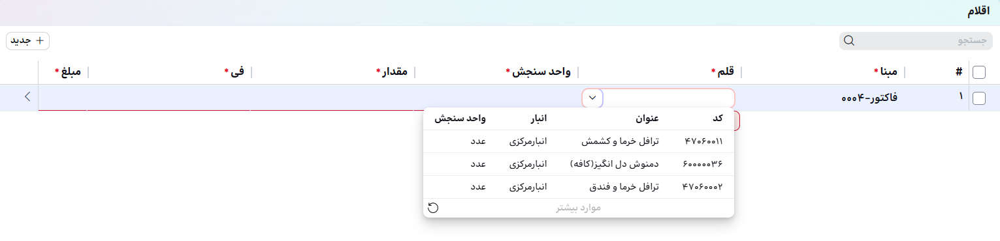 اقلام
جستجو
+ جدید
# مبنا * قلم * واحد سنجش * مقدار * فی * مبلغ *
۱ فاکتور-۰۰۰۴
کد عنوان انبار واحد سنجش
۴۷۰۶۰۰۱۱ ترافل خرما و کشمش انبارمرکزی عدد
۶۰۰۰۰۰۳۶ دمنوش دل انگیز(کافه) انبارمرکزی عدد
۴۷۰۶۰۰۰۲ ترافل خرما و فندق انبارمرکزی عدد
موارد بیشتر